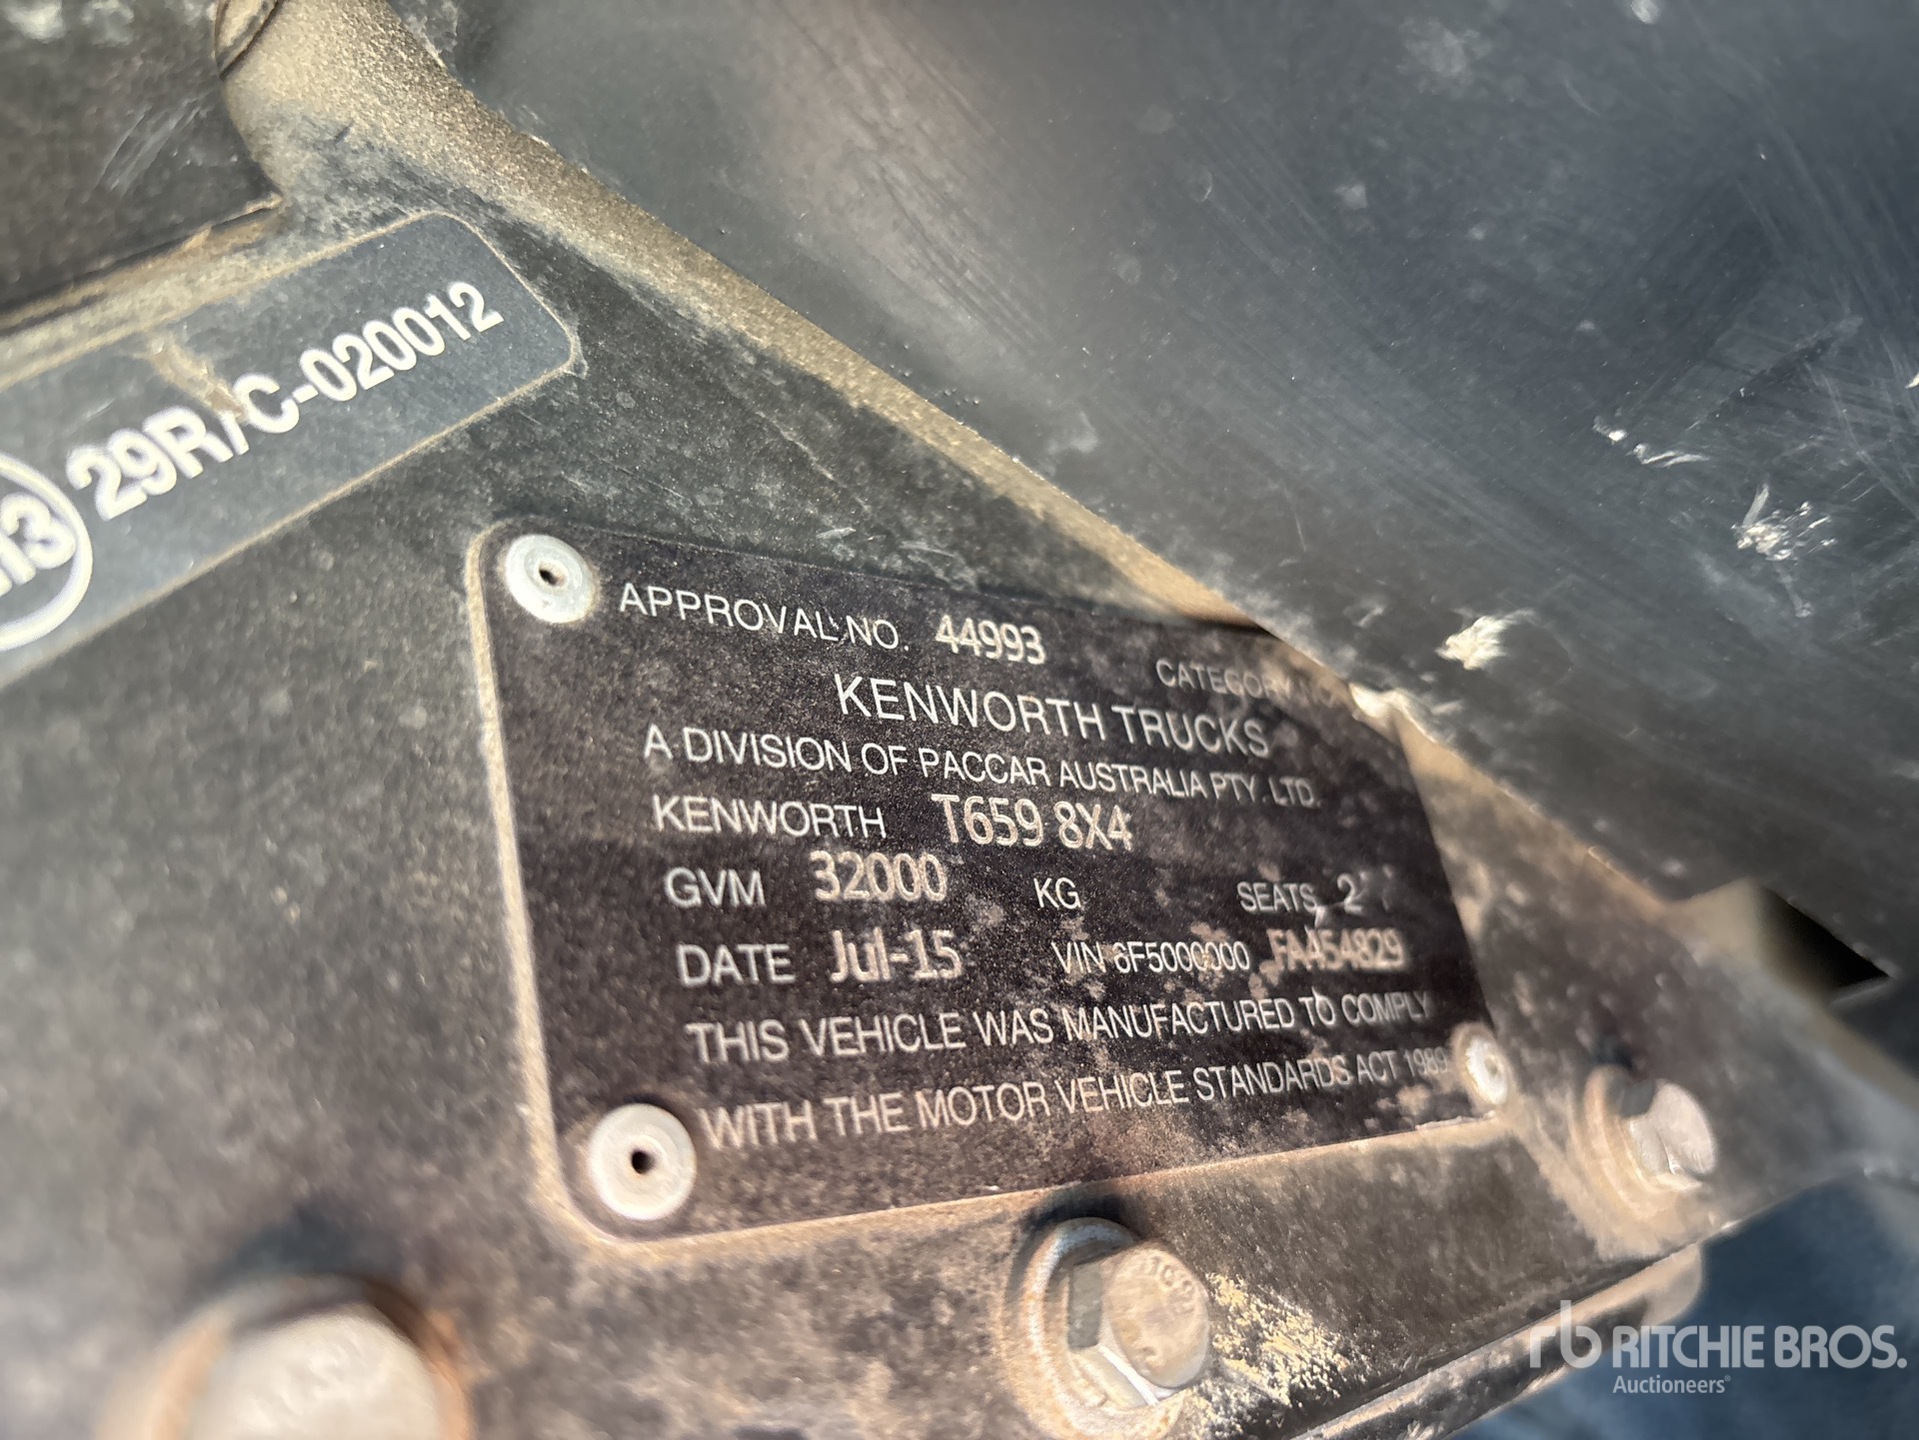 29R/C-020012
APPROVAL NO. 44993
CATEGORY
KENWORTH TRUCKS
A DIVISION OF PACCAR AUSTRALIA PTY. LTD.
KENWORTH T659 8X4
GVM 32000 KG SEATS 2
DATE Jul-15 VIN 6F5000000 FA454829
THIS VEHICLE WAS MANUFACTURED TO COMPLY
WITH THE MOTOR VEHICLE STANDARDS ACT 1989
rb RITCHIE BROS.
Auctioneers